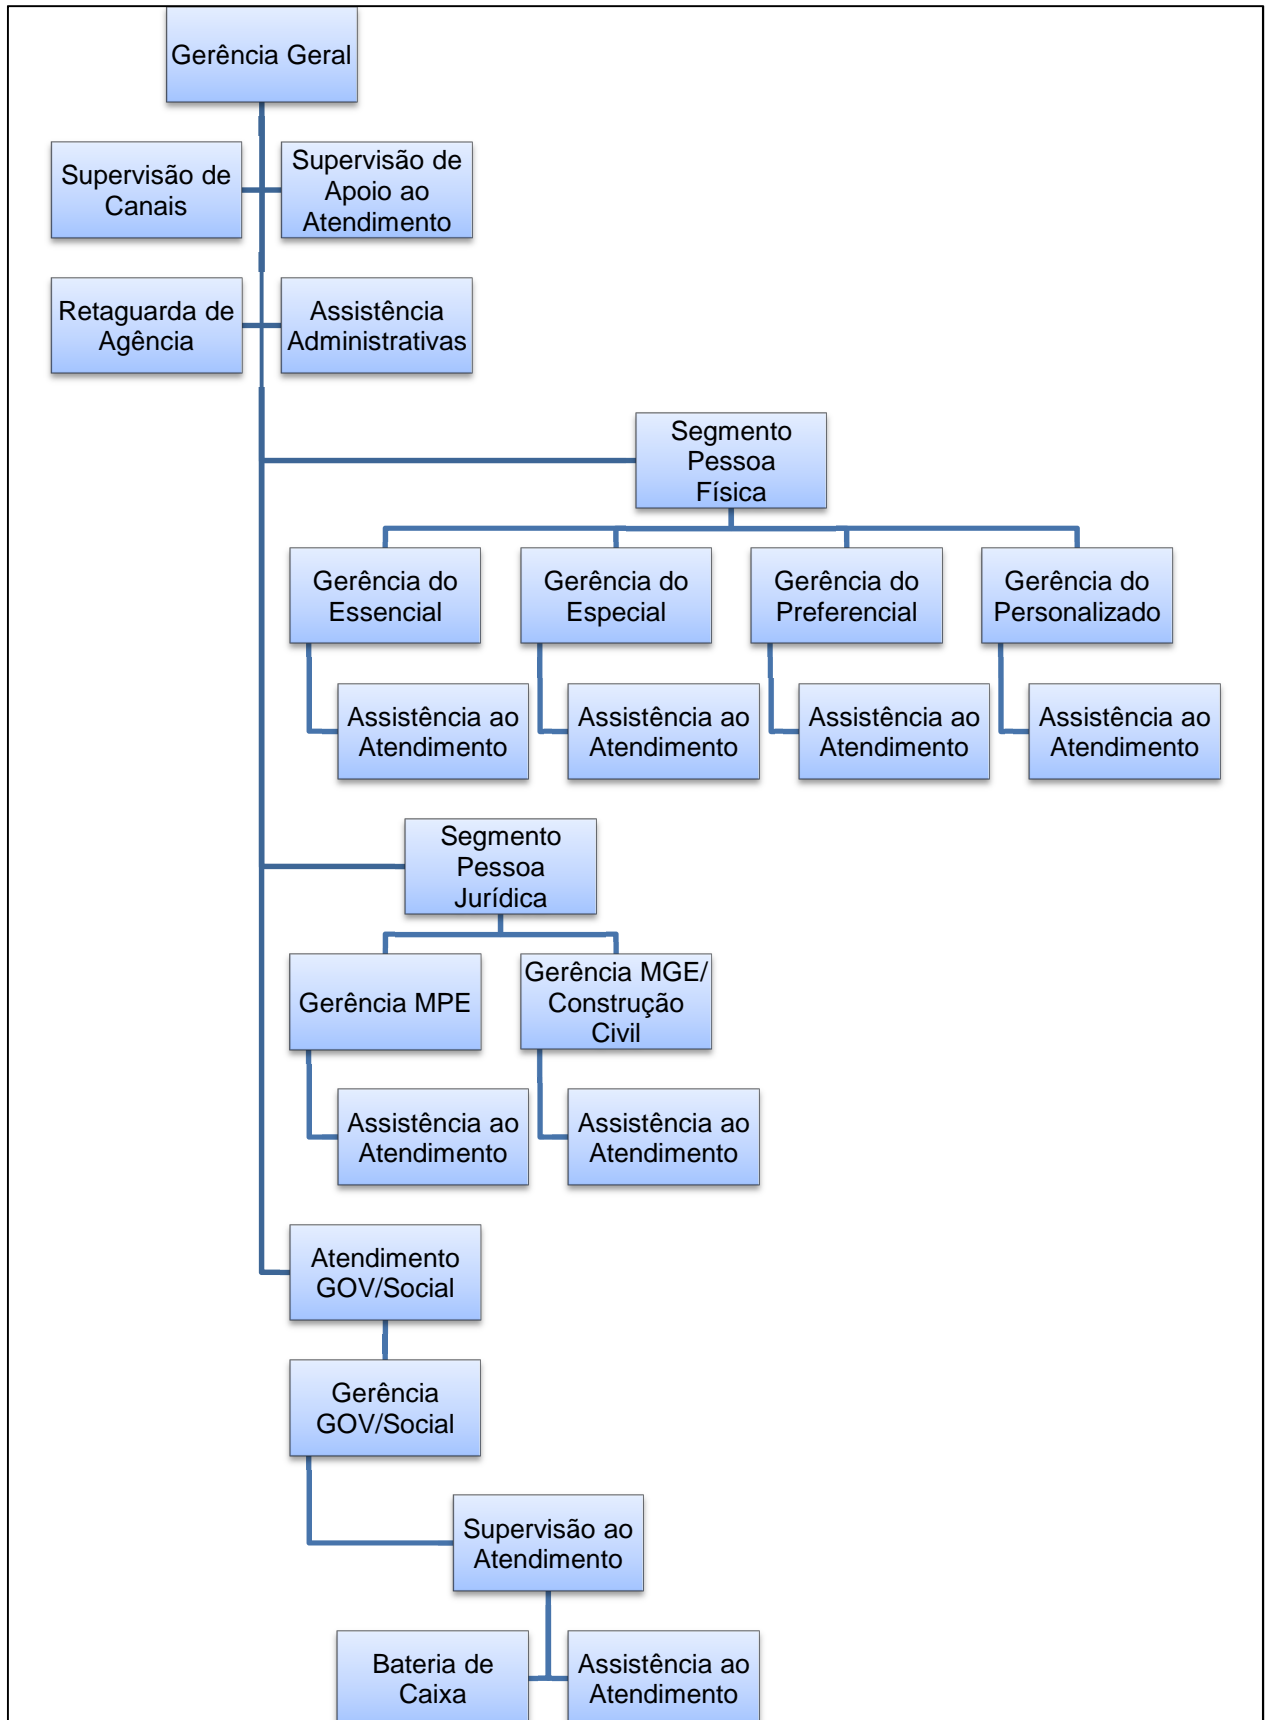 Gerência Geral
Supervisão de
Canais
Supervisão de
Apoio ao
Atendimento
Retaguarda de
Agência
Assistência
Administrativas
Segmento
Pessoa
Física
Gerência do
Essencial
Gerência do
Especial
Gerência do
Preferencial
Gerência do
Personalizado
Assistência ao
Atendimento
Assistência ao
Atendimento
Assistência ao
Atendimento
Assistência ao
Atendimento
Segmento
Pessoa
Jurídica
Gerência MPE
Gerência MGE/
Construção
Civil
Assistência ao
Atendimento
Assistência ao
Atendimento
Atendimento
GOV/Social
Gerência
GOV/Social
Supervisão ao
Atendimento
Bateria de
Caixa
Assistência ao
Atendimento